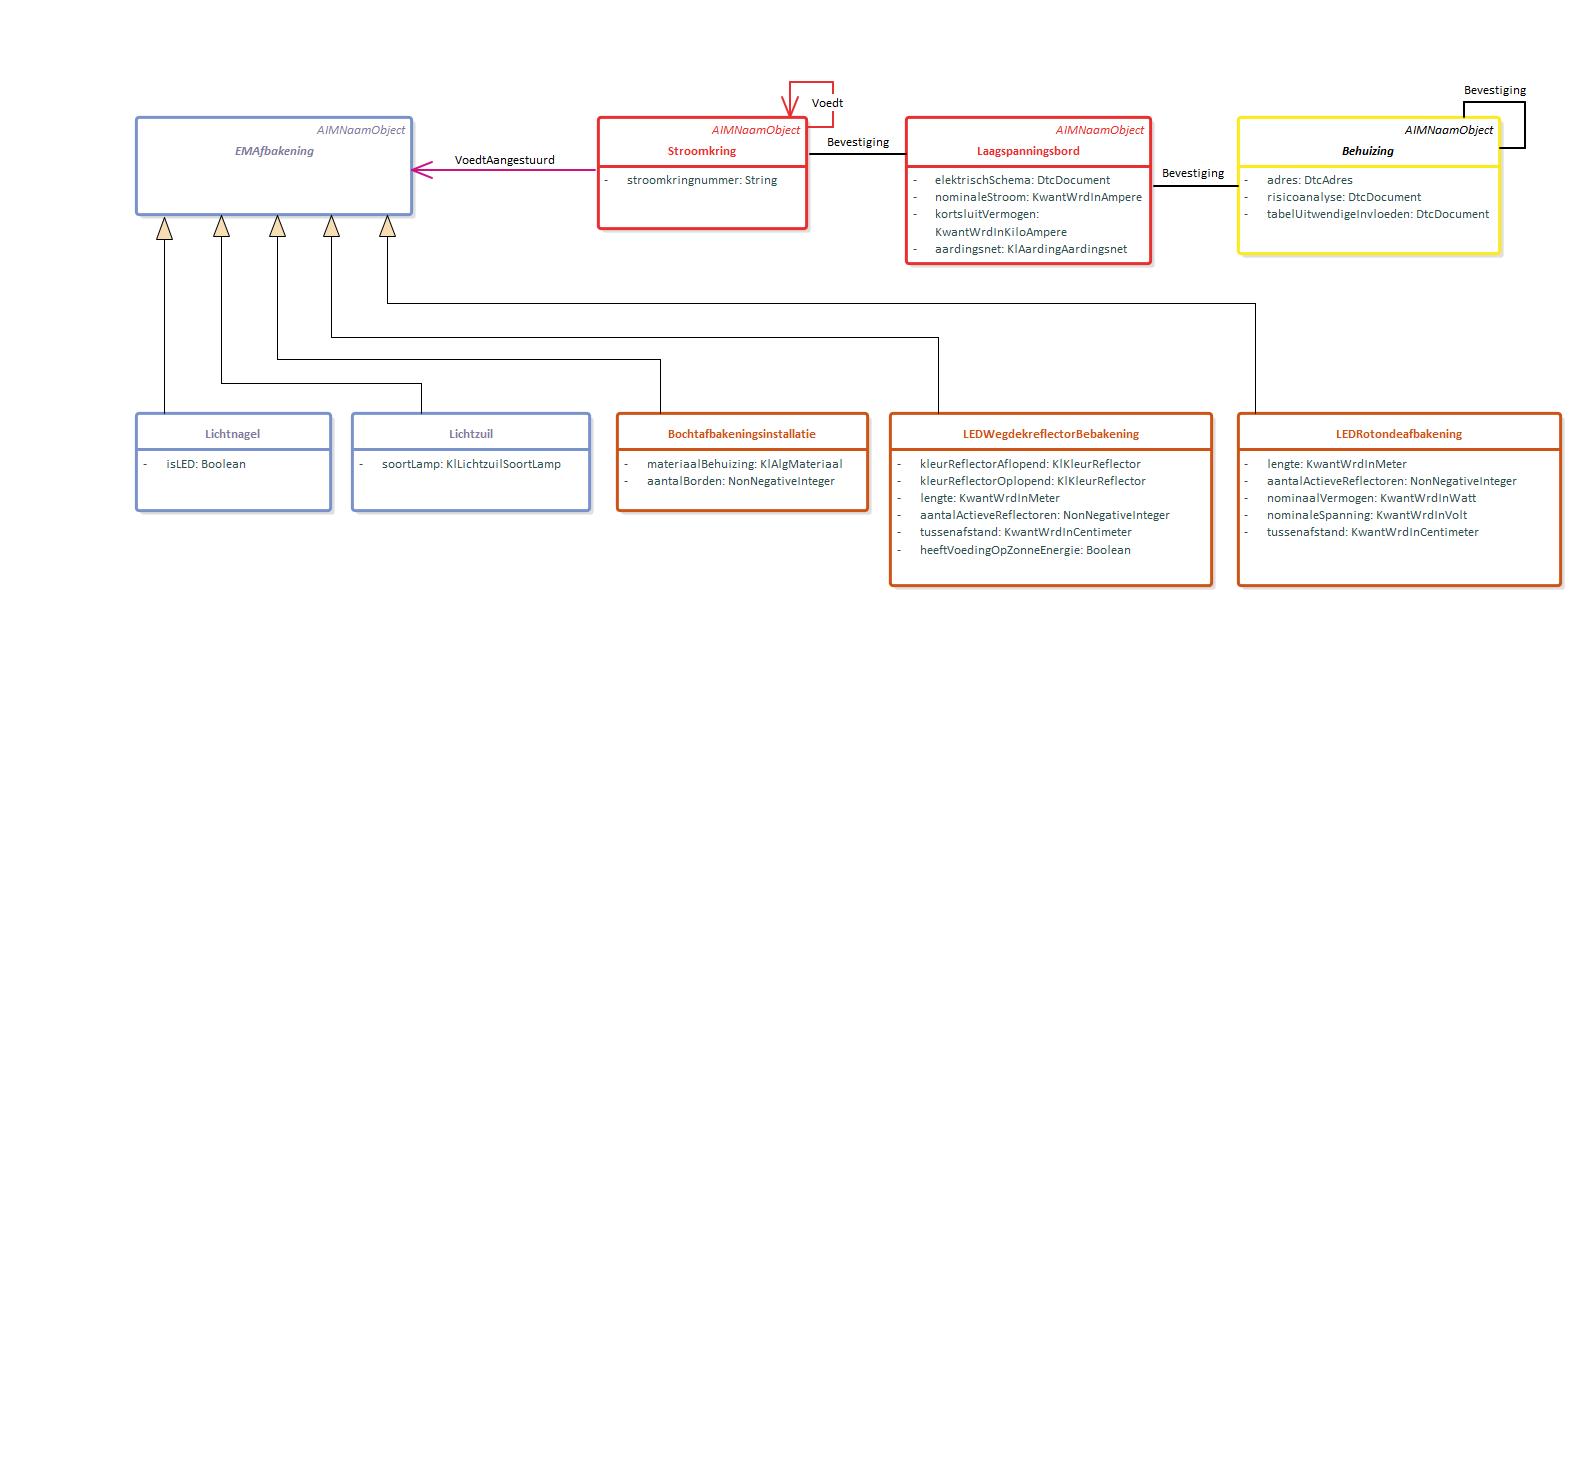 Bevestiging
Voedt
AIMNaamObject
EMAfbakening
VoedtAangestuurd
AIMNaamObject
Stroomkring
- stroomkringnummer: String
Bevestiging
AIMNaamObject
Laagspanningsbord
- elektrischSchema: DtcDocument
- nominaleStroom: KwantWrdInAmpere
- kortsluitVermogen:
KwantWrdInKiloAmpere
- aardingsnet: KlAardingAardingsnet
Bevestiging
AIMNaamObject
Behuizing
- adres: DtcAdres
- risicoanalyse: DtcDocument
- tabelUitwendigeInvloeden: DtcDocument
Lichtnagel
- isLED: Boolean
Lichtzuil
- soortLamp: KlLichtzuilSoortLamp
Bochtafbakeningsinstallatie
- materiaalBehuizing: KlAlgMateriaal
- aantalBorden: NonNegativeInteger
LEDWegdekreflectorBebakening
- kleurReflectorAflopend: KlKleurReflector
- kleurReflectorOplopend: KlKleurReflector
- lengte: KwantWrdInMeter
- aantalActieveReflectoren: NonNegativeInteger
- tussenafstand: KwantWrdInCentimeter
- heeftVoedingOpZonneEnergie: Boolean
LEDRotondeafbakening
- lengte: KwantWrdInMeter
- aantalActieveReflectoren: NonNegativeInteger
- nominaalVermogen: KwantWrdInWatt
- nominaleSpanning: KwantWrdInVolt
- tussenafstand: KwantWrdInCentimeter